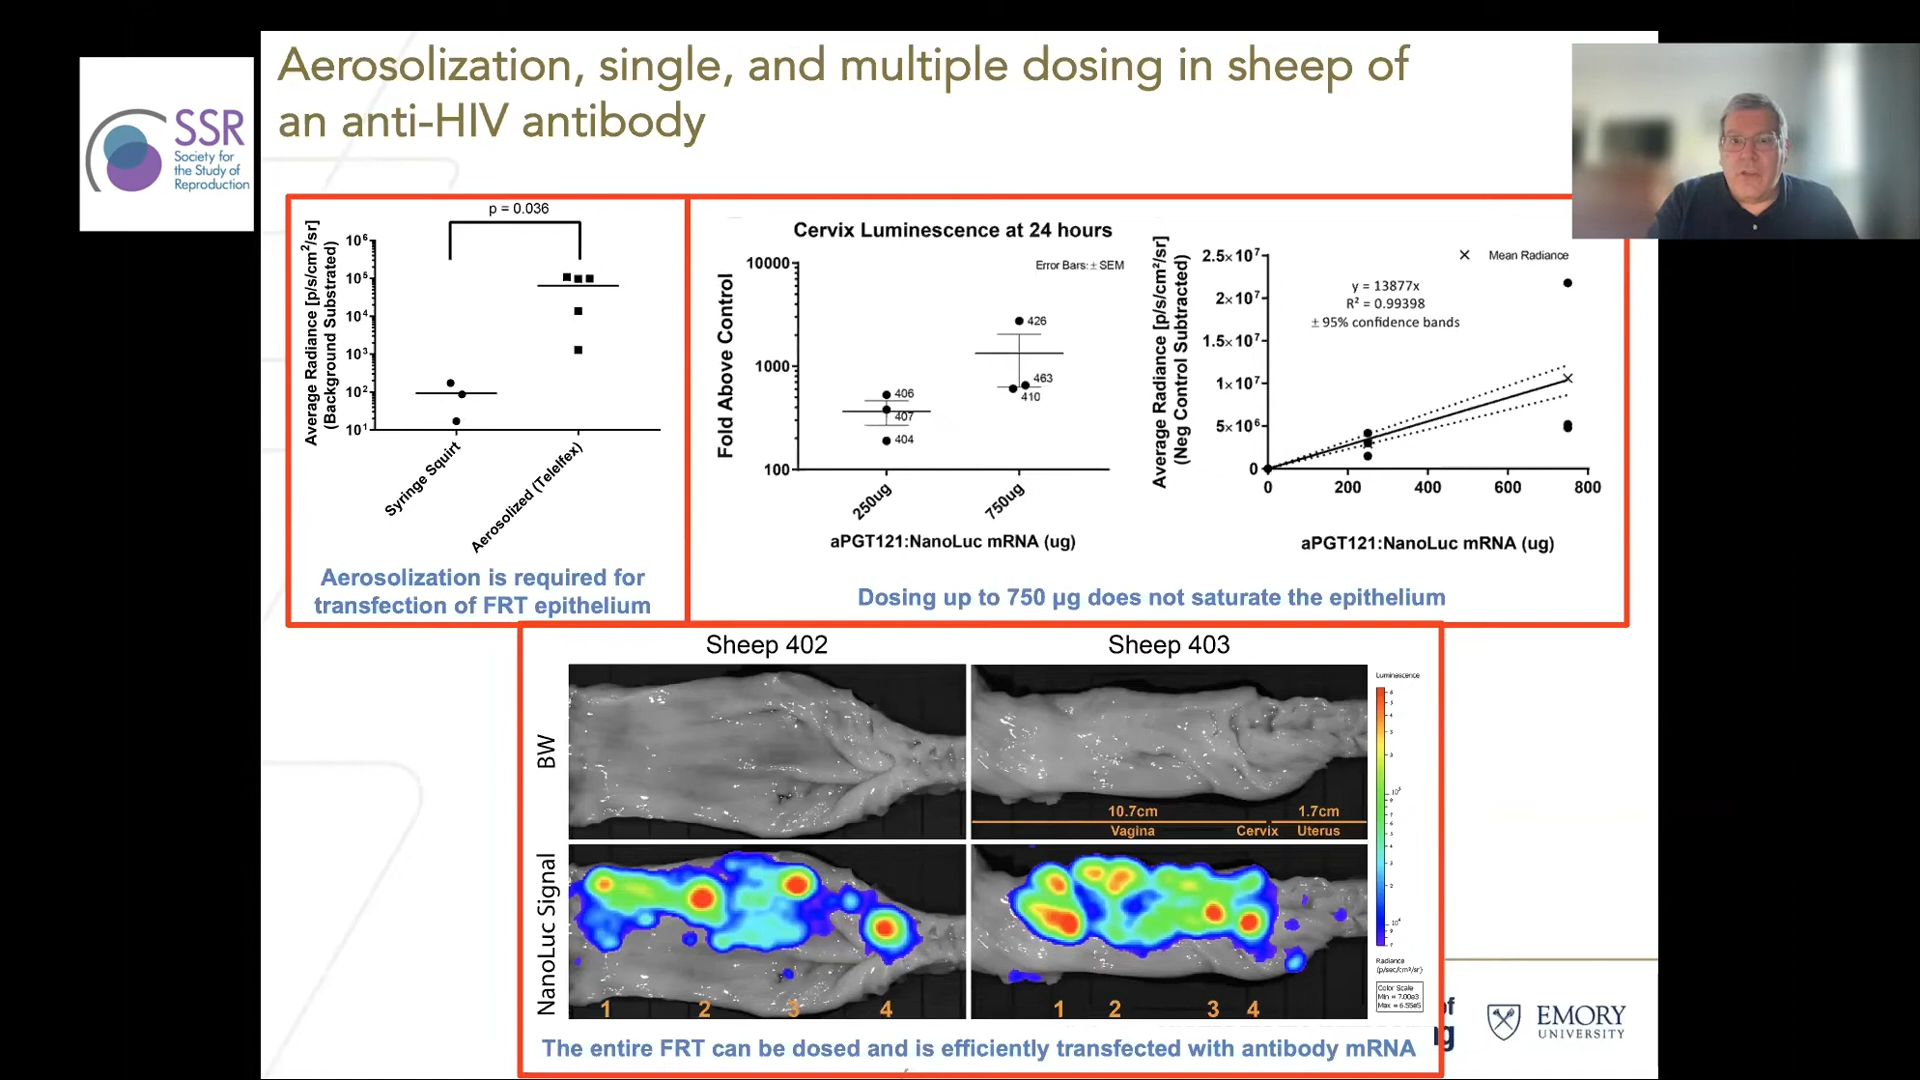 Aerosolization, single, and multiple dosing in sheep of
an anti-HIV antibody
SSR
Society for
the Study of
Reproduction
p = 0.036
Average Radiance [p/s/cm²/sr]
(Background Substrated)
10⁶
10⁵
10⁴
10³
10²
10¹
Syringe Squirt
Aerosolized (Telelfex)
Aerosolization is required for
transfection of FRT epithelium
Cervix Luminescence at 24 hours
Error Bars: ± SEM
Fold Above Control
10000
1000
100
406
407
404
426
463
410
250ug
750ug
aPGT121:NanoLuc mRNA (ug)
Average Radiance [p/s/cm²/sr]
(Neg Control Subtracted)
2.5×10⁷
2×10⁷
1.5×10⁷
1×10⁷
5×10⁶
0
× Mean Radiance
y = 13877x
R² = 0.99398
± 95% confidence bands
0 200 400 600 800
aPGT121:NanoLuc mRNA (ug)
Dosing up to 750 µg does not saturate the epithelium
Sheep 402 Sheep 403
BW
10.7cm 1.7cm
Vagina Cervix Uterus
NanoLuc Signal
1 2 3 4
1 2 3 4
Luminescence
Radiance
(p/sec/cm²/sr)
Color Scale
Min = 7.00e3
Max = 6.55e5
The entire FRT can be dosed and is efficiently transfected with antibody mRNA
EMORY
UNIVERSITY